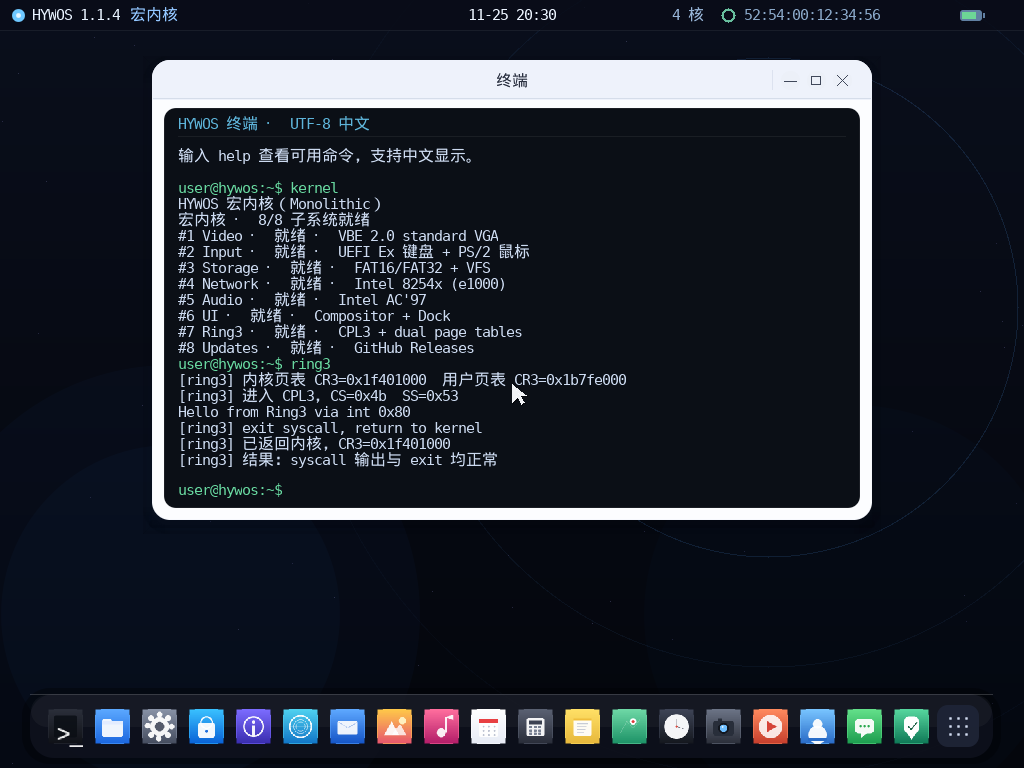 HYWOS 1.1.4 宏内核
11-25 20:30
4 核
52:54:00:12:34:56
终端
HYWOS 终端 · UTF-8 中文
输入 help 查看可用命令，支持中文显示。
user@hywos:~$ kernel
HYWOS 宏内核（Monolithic）
宏内核 · 8/8 子系统就绪
#1 Video · 就绪 · VBE 2.0 standard VGA
#2 Input · 就绪 · UEFI Ex 键盘 + PS/2 鼠标
#3 Storage · 就绪 · FAT16/FAT32 + VFS
#4 Network · 就绪 · Intel 8254x (e1000)
#5 Audio · 就绪 · Intel AC'97
#6 UI · 就绪 · Compositor + Dock
#7 Ring3 · 就绪 · CPL3 + dual page tables
#8 Updates · 就绪 · GitHub Releases
user@hywos:~$ ring3
[ring3] 内核页表 CR3=0x1f401000 用户页表 CR3=0x1b7fe000
[ring3] 进入 CPL3，CS=0x4b SS=0x53
Hello from Ring3 via int 0x80
[ring3] exit syscall, return to kernel
[ring3] 已返回内核，CR3=0x1f401000
[ring3] 结果：syscall 输出与 exit 均正常
user@hywos:~$